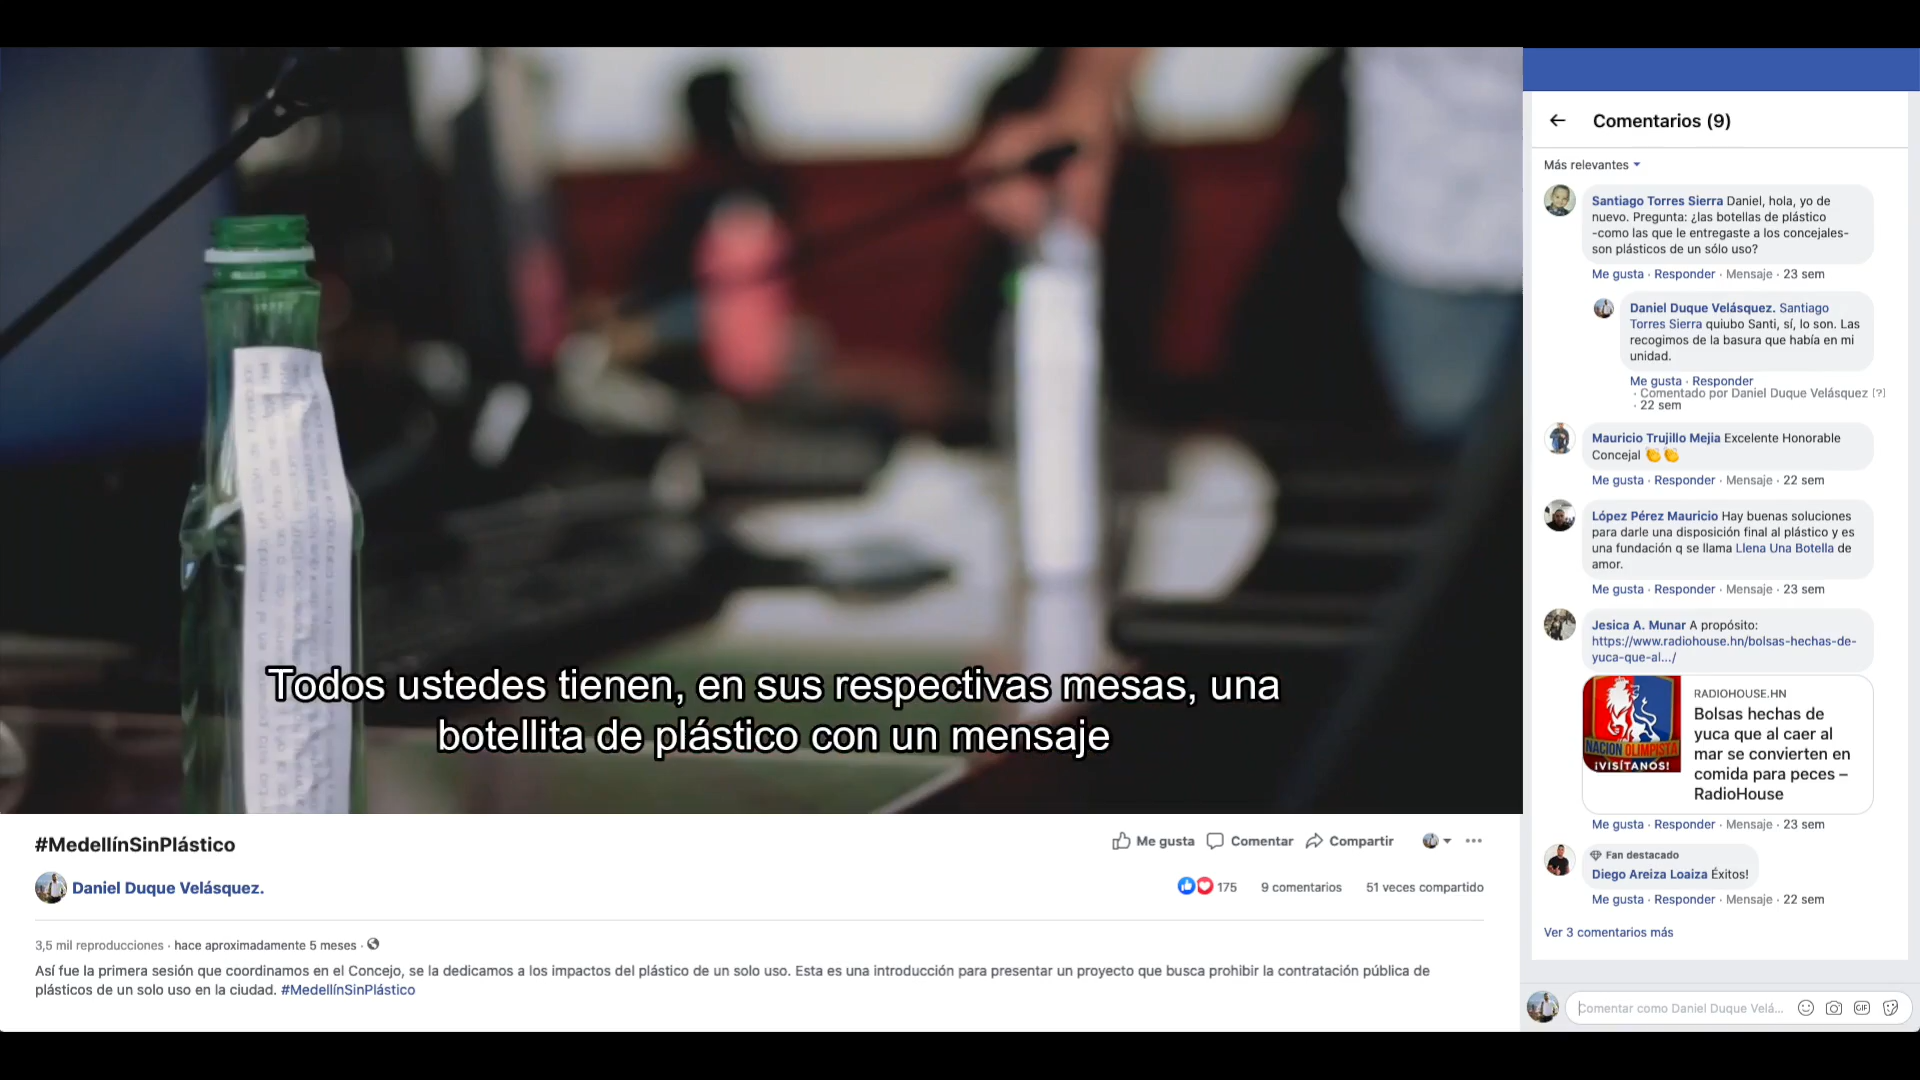 Todos ustedes tienen, en sus respectivas mesas, una
botellita de plástico con un mensaje
#MedellínSinPlástico
Me gusta Comentar Compartir
Daniel Duque Velásquez.
175 9 comentarios 51 veces compartido
3,5 mil reproducciones · hace aproximadamente 5 meses ·
Así fue la primera sesión que coordinamos en el Concejo, se la dedicamos a los impactos del plástico de un solo uso. Esta es una introducción para presentar un proyecto que busca prohibir la contratación pública de
plásticos de un solo uso en la ciudad. #MedellínSinPlástico
Comentarios (9)
Más relevantes
Santiago Torres Sierra Daniel, hola, yo de
nuevo. Pregunta: ¿las botellas de plástico
-como las que le entregaste a los concejales-
son plásticos de un sólo uso?
Me gusta · Responder · Mensaje · 23 sem
Daniel Duque Velásquez. Santiago
Torres Sierra quiubo Santi, sí, lo son. Las
recogimos de la basura que había en mi
unidad.
Me gusta · Responder
· Comentado por Daniel Duque Velásquez [?]
· 22 sem
Mauricio Trujillo Mejia Excelente Honorable
Concejal 👏👏
Me gusta · Responder · Mensaje · 22 sem
López Pérez Mauricio Hay buenas soluciones
para darle una disposición final al plástico y es
una fundación q se llama Llena Una Botella de
amor.
Me gusta · Responder · Mensaje · 23 sem
Jesica A. Munar A propósito:
https://www.radiohouse.hn/bolsas-hechas-de-
yuca-que-al.../
NACION OLIMPISTA
¡VISÍTANOS!
RADIOHOUSE.HN
Bolsas hechas de
yuca que al caer al
mar se convierten en
comida para peces –
RadioHouse
Me gusta · Responder · Mensaje · 23 sem
Fan destacado
Diego Areiza Loaiza Éxitos!
Me gusta · Responder · Mensaje · 22 sem
Ver 3 comentarios más
Comentar como Daniel Duque Velá...
GIF